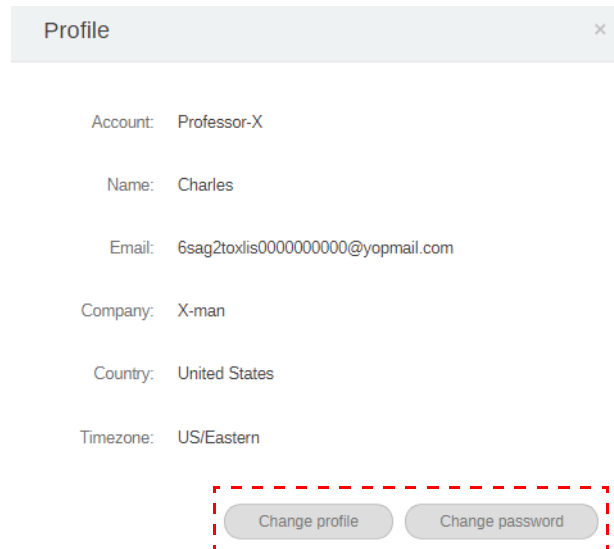 Profile ×
Account: Professor-X
Name: Charles
Email: 6sag2toxlis0000000000@yopmail.com
Company: X-man
Country: United States
Timezone: US/Eastern
Change profile Change password